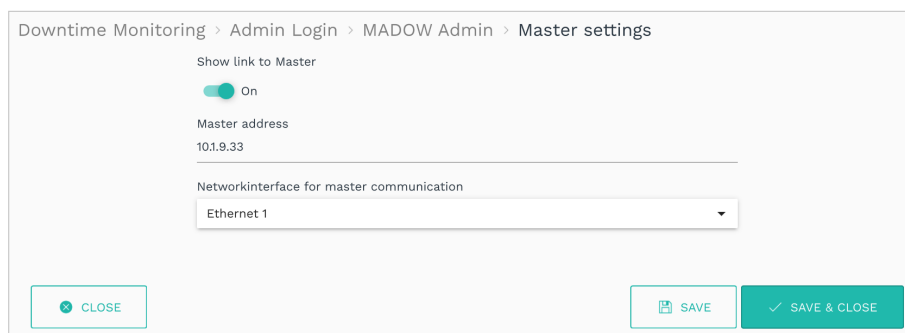 Downtime Monitoring > Admin Login > MADOW Admin > Master settings
Show link to Master
On
Master address
10.1.9.33
Networkinterface for master communication
Ethernet 1
CLOSE
SAVE
SAVE & CLOSE